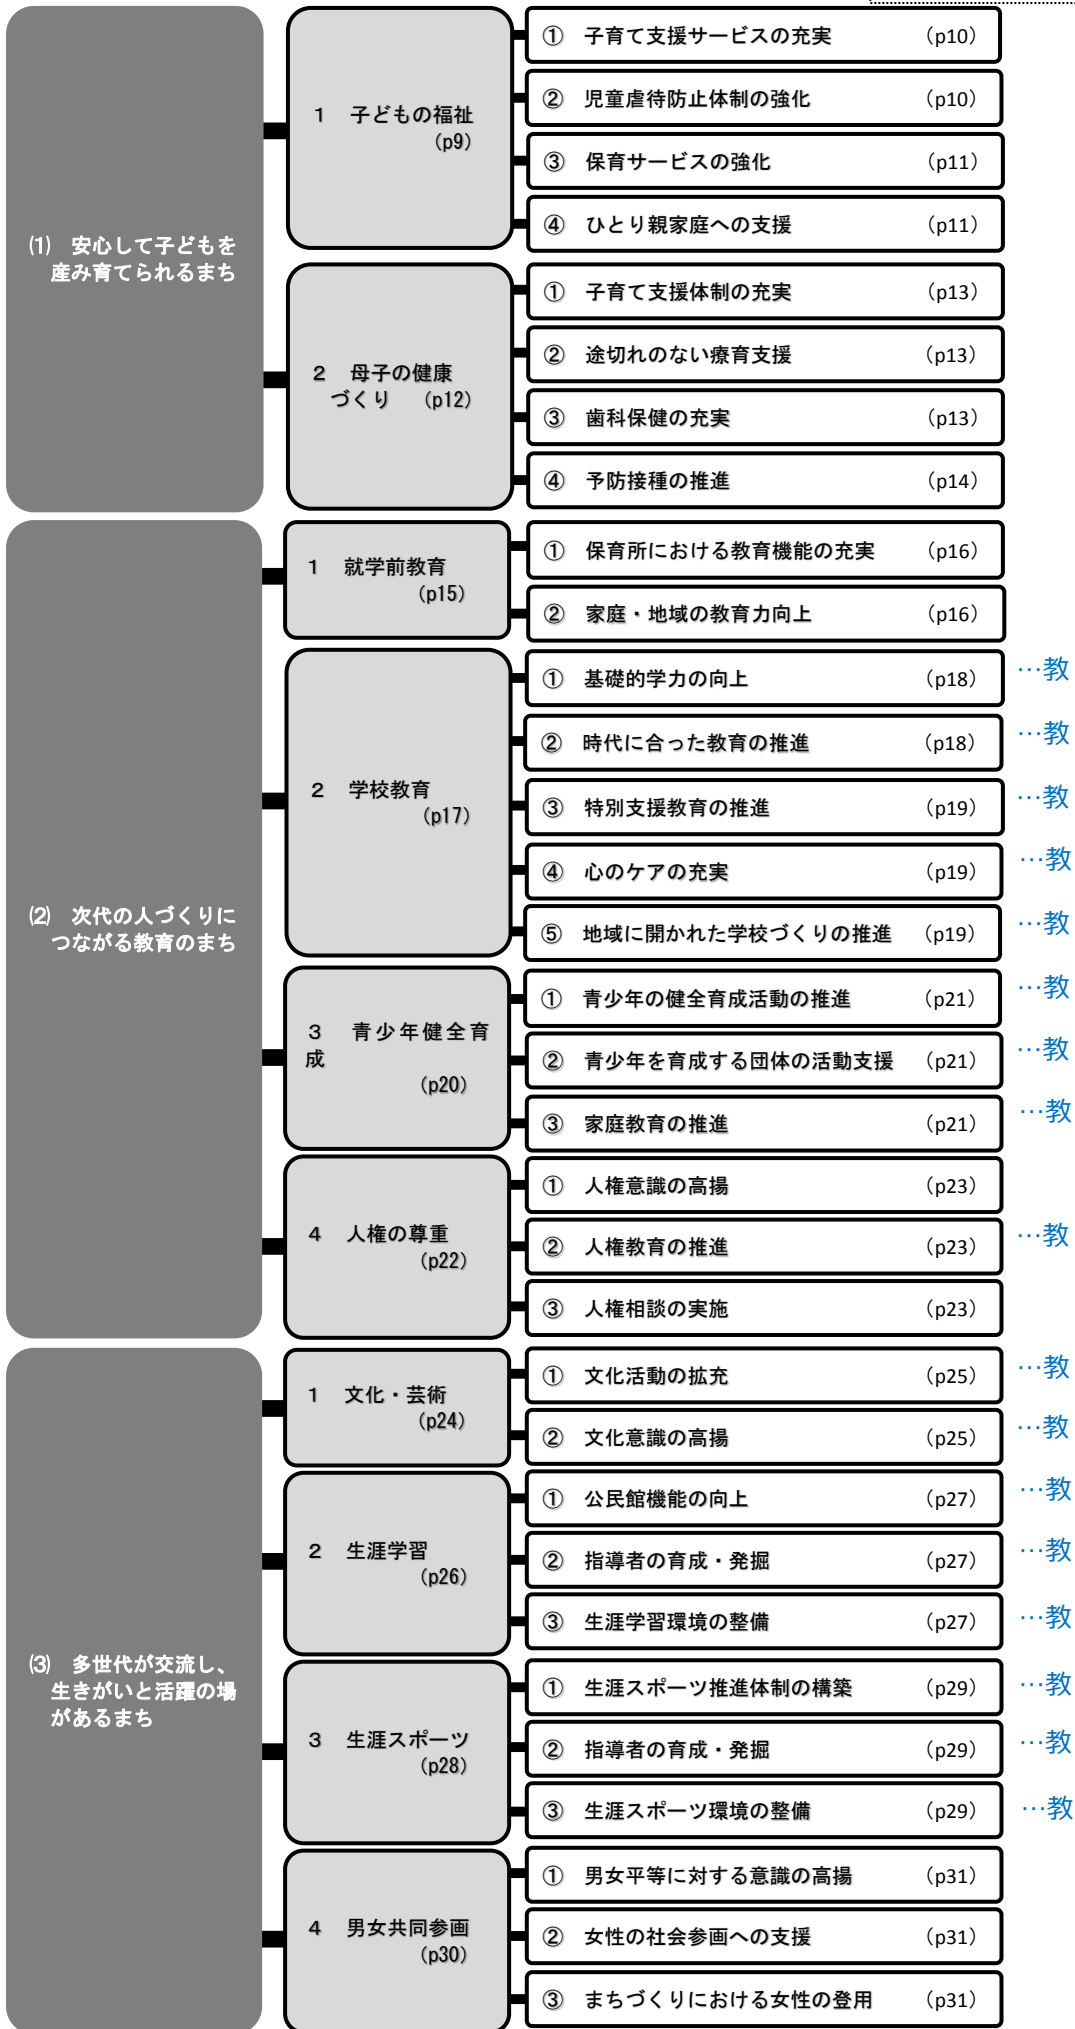 ⑴　安心して子どもを
産み育てられるまち
１　子どもの福祉
（p9）
①　子育て支援サービスの充実　（p10）
②　児童虐待防止体制の強化　（p10）
③　保育サービスの強化　（p11）
④　ひとり親家庭への支援　（p11）
２　母子の健康
づくり　（p12）
①　子育て支援体制の充実　（p13）
②　途切れのない療育支援　（p13）
③　歯科保健の充実　（p13）
④　予防接種の推進　（p14）
⑵　次代の人づくりに
つながる教育のまち
１　就学前教育
（p15）
①　保育所における教育機能の充実　（p16）
②　家庭・地域の教育力向上　（p16）
２　学校教育
（p17）
①　基礎的学力の向上　（p18）　…教
②　時代に合った教育の推進　（p18）　…教
③　特別支援教育の推進　（p19）　…教
④　心のケアの充実　（p19）　…教
⑤　地域に開かれた学校づくりの推進　（p19）　…教
３　青少年健全育
成
（p20）
①　青少年の健全育成活動の推進　（p21）　…教
②　青少年を育成する団体の活動支援　（p21）　…教
③　家庭教育の推進　（p21）　…教
４　人権の尊重
（p22）
①　人権意識の高揚　（p23）
②　人権教育の推進　（p23）　…教
③　人権相談の実施　（p23）
⑶　多世代が交流し、
生きがいと活躍の場
があるまち
１　文化・芸術
（p24）
①　文化活動の拡充　（p25）　…教
②　文化意識の高揚　（p25）　…教
２　生涯学習
（p26）
①　公民館機能の向上　（p27）　…教
②　指導者の育成・発掘　（p27）　…教
③　生涯学習環境の整備　（p27）　…教
３　生涯スポーツ
（p28）
①　生涯スポーツ推進体制の構築　（p29）　…教
②　指導者の育成・発掘　（p29）　…教
③　生涯スポーツ環境の整備　（p29）　…教
４　男女共同参画
（p30）
①　男女平等に対する意識の高揚　（p31）
②　女性の社会参画への支援　（p31）
③　まちづくりにおける女性の登用　（p31）